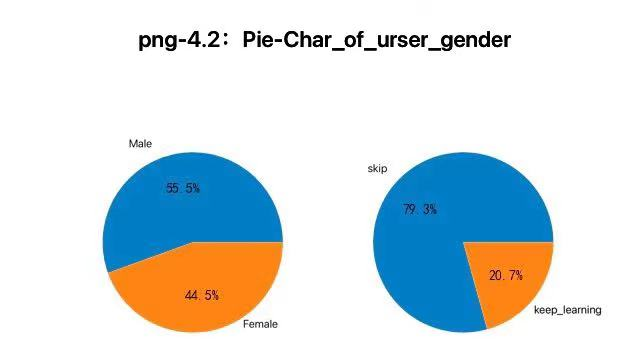 png-4.2：Pie-Char_of_urser_gender
Male
55.5%
44.5%
Female
skip
79.3%
20.7%
keep_learning